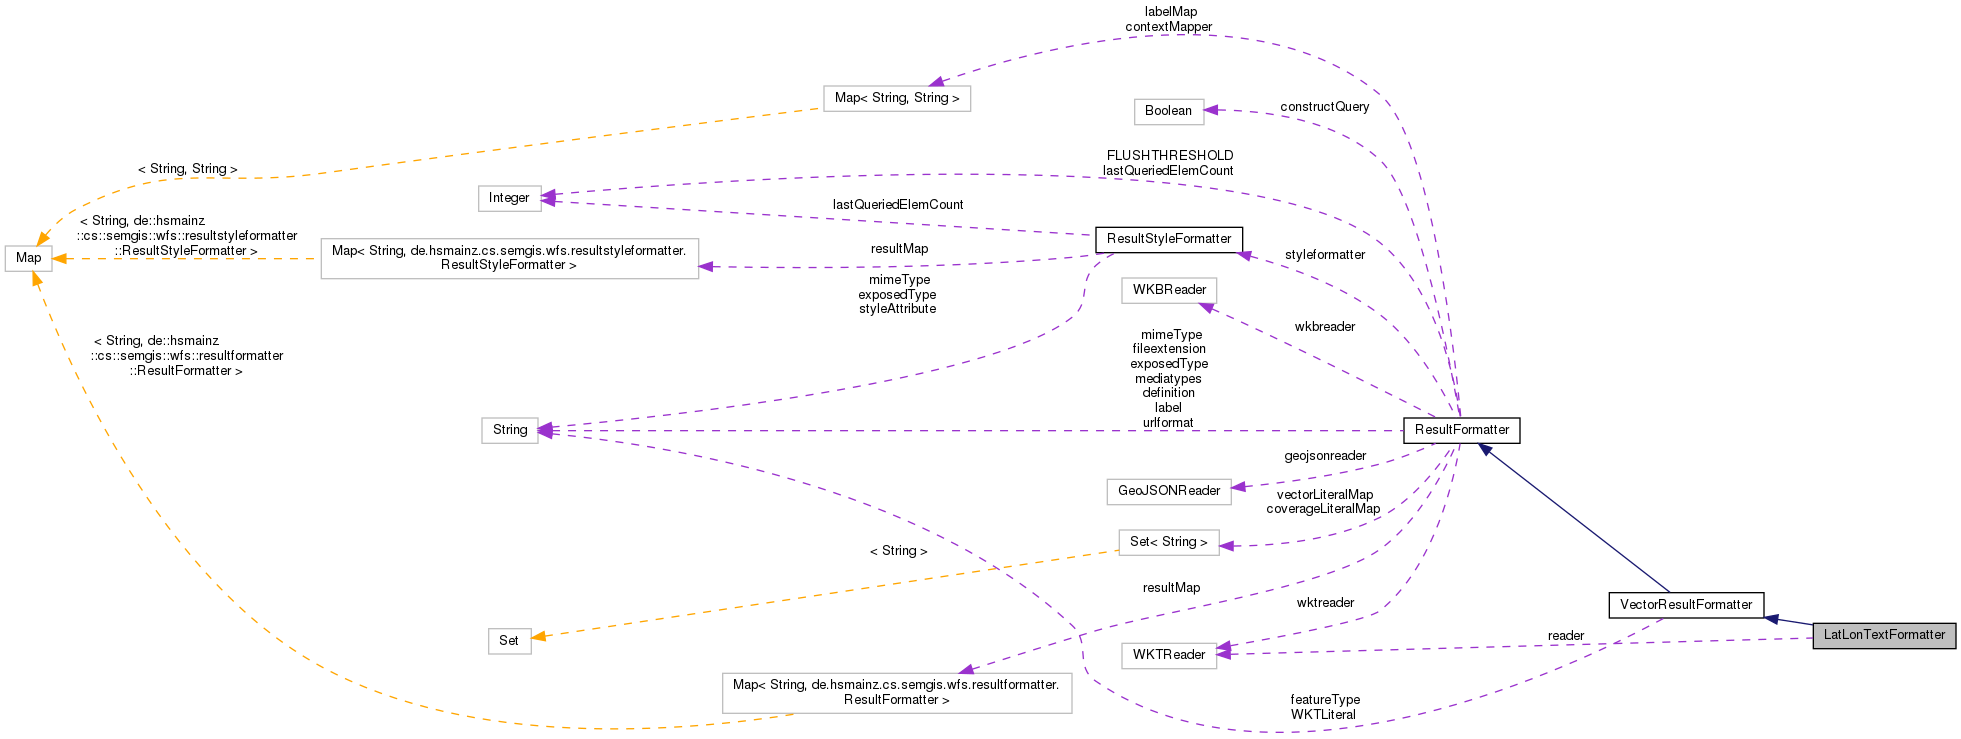 labelMap
contextMapper
Map< String, String >
Boolean
constructQuery
< String, String >
FLUSHTHRESHOLD
lastQueriedElemCount
Integer
lastQueriedElemCount
< String, de::hsmainz
::cs::semgis::wfs::resultstyleformatter
::ResultStyleFormatter >
Map
Map< String, de.hsmainz.cs.semgis.wfs.resultstyleformatter.
ResultStyleFormatter >
resultMap
ResultStyleFormatter
styleformatter
mimeType
exposedType
styleAttribute
WKBReader
wkbreader
< String, de::hsmainz
::cs::semgis::wfs::resultformatter
::ResultFormatter >
mimeType
fileextension
exposedType
mediatypes
definition
label
urlformat
String
ResultFormatter
geojsonreader
GeoJSONReader
vectorLiteralMap
coverageLiteralMap
Set< String >
< String >
resultMap
wktreader
VectorResultFormatter
Set
WKTReader
reader
LatLonTextFormatter
Map< String, de.hsmainz.cs.semgis.wfs.resultformatter.
ResultFormatter >
featureType
WKTLiteral